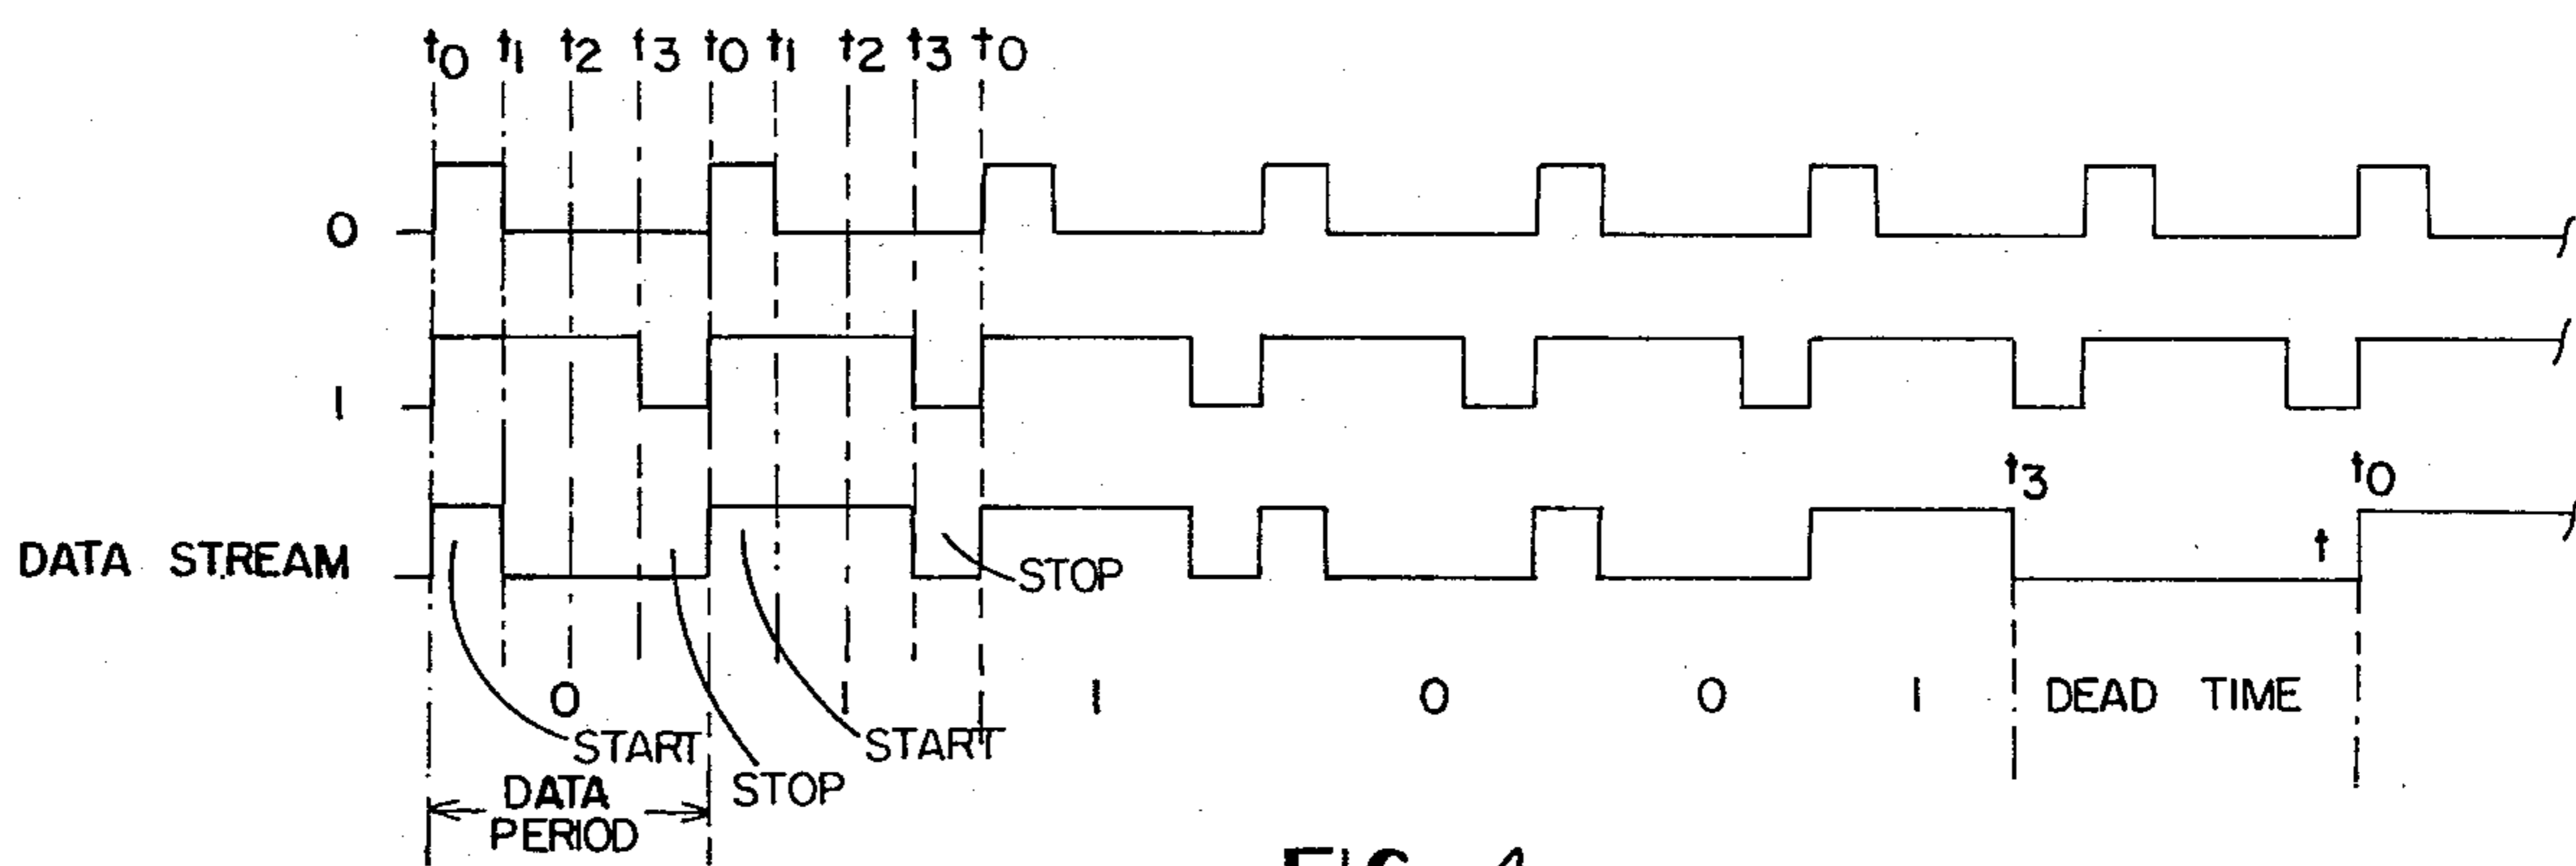 t0 t1 t2 t3 t0 t1 t2 t3 t0
0
1
t3 t0
DATA STREAM
t
STOP
0 1 1 0 0 1 DEAD TIME
START START
STOP
DATA
PERIOD